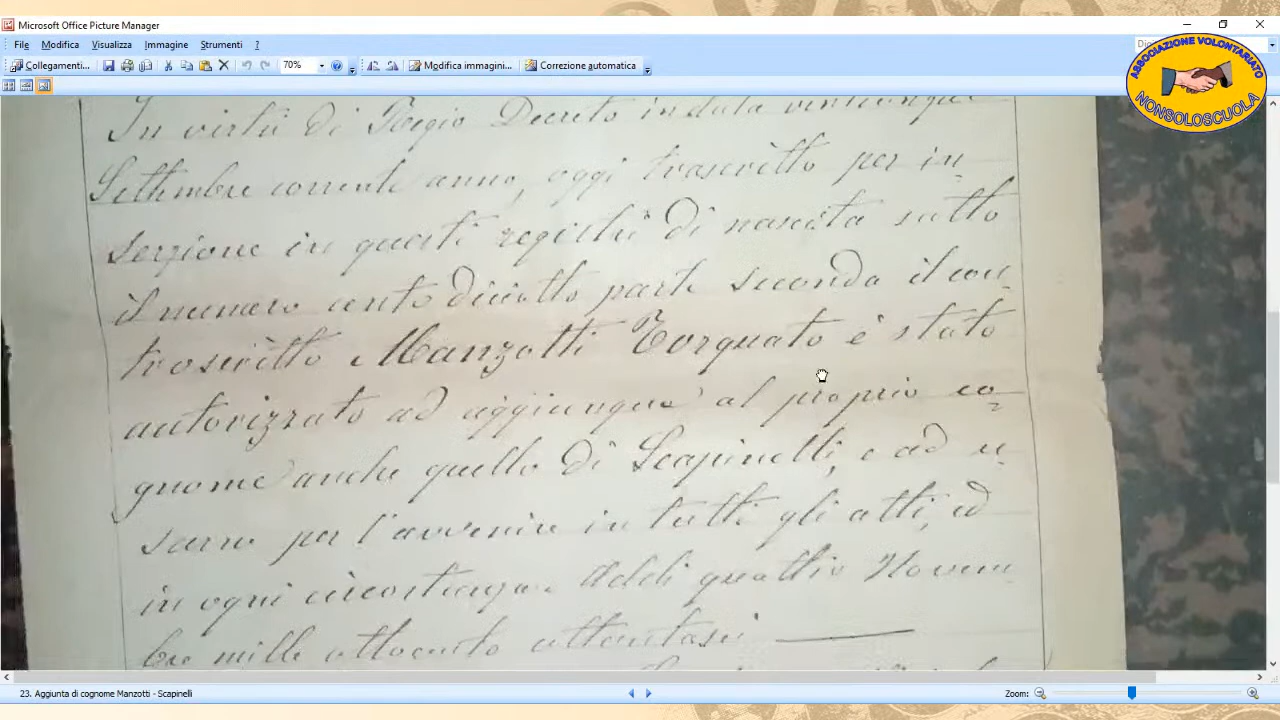 Microsoft Office Picture Manager
File Modifica Visualizza Immagine Strumenti ?
Collegamenti... 70% Modifica immagini... Correzione automatica
ASSOCIAZIONE VOLONTARIATO
NONSOLOSCUOLA
In virtù di Regio Decreto in data venticinque
Settembre corrente anno, oggi trascritto per in-
serzione in questi registri di nascita sotto
il numero cento diciotto parte seconda il con-
troscritto Manzotti Torquato è stato
autorizzato ad aggiungere al proprio co-
gnome anche quello di Scapinelli, e ad u-
sarne per l'avvenire in tutti gli atti, ed
in ogni circostanza. Addì quattro Novem-
bre mille ottocento ottantasei
23. Aggiunta di cognome Manzotti - Scapinelli
Zoom: